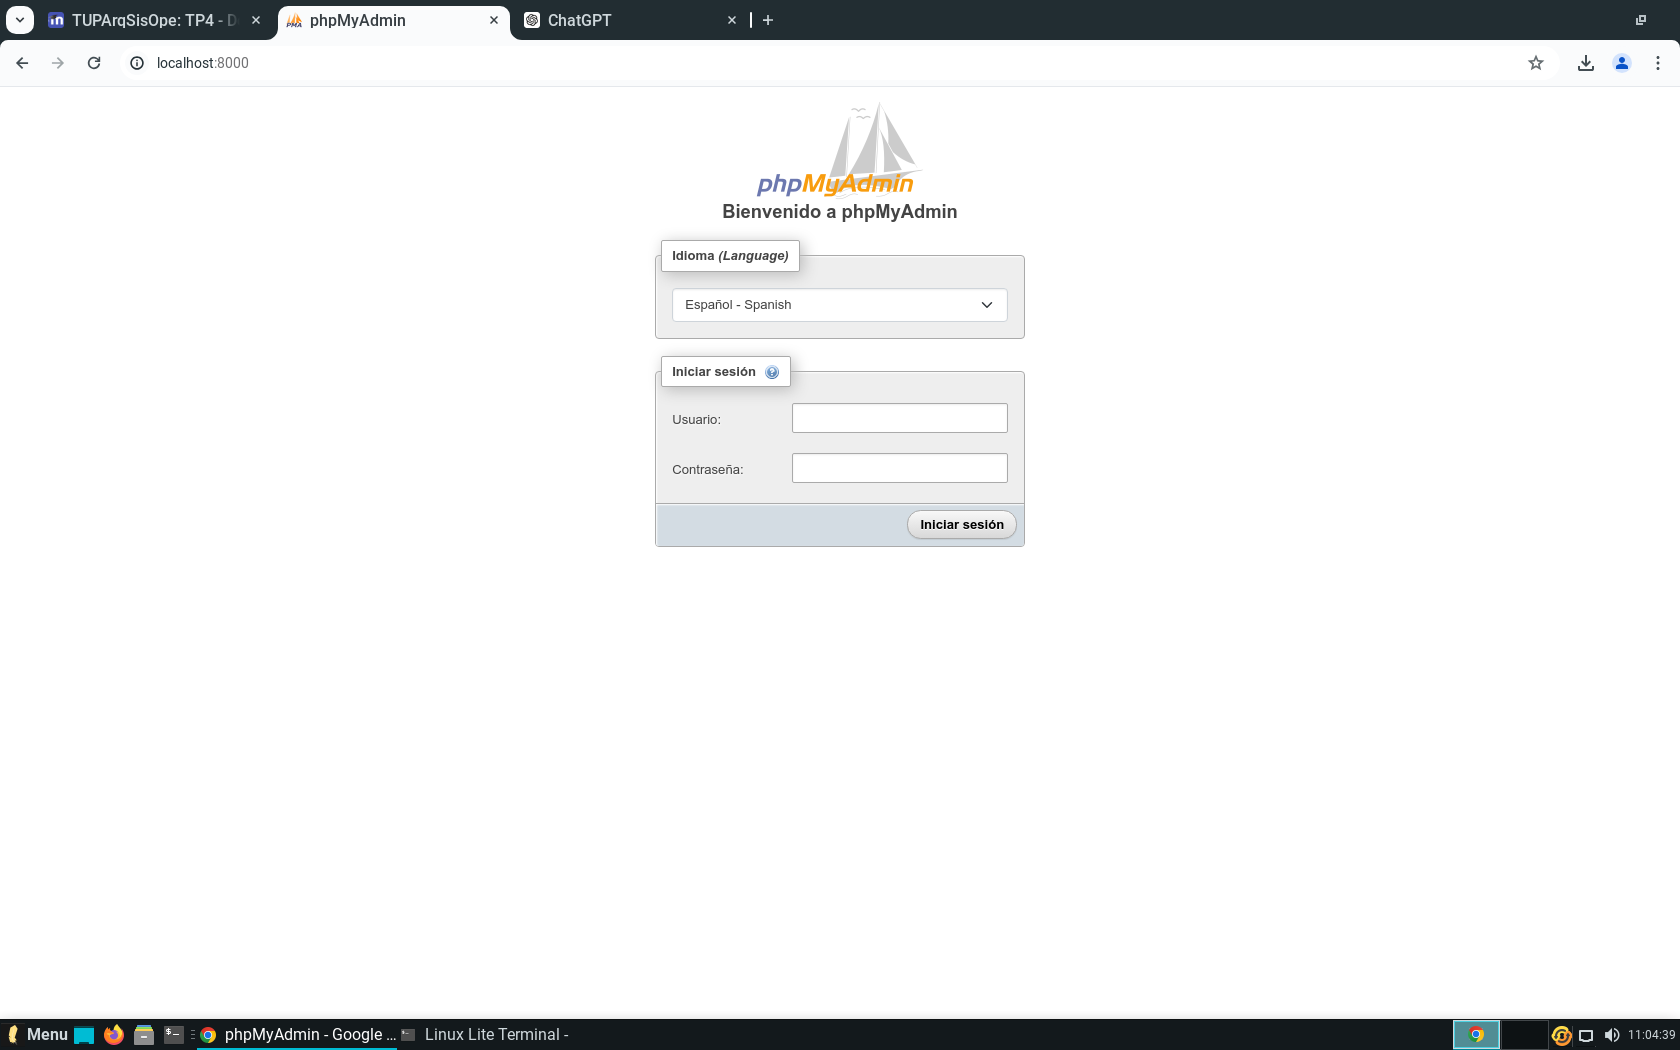 TUPArqSisOpe: TP4 - D
phpMyAdmin
ChatGPT
localhost:8000
phpMyAdmin
Bienvenido a phpMyAdmin
Idioma (Language)
Español - Spanish
Iniciar sesión
Usuario:
Contraseña:
Iniciar sesión
Menu
phpMyAdmin - Google ...
Linux Lite Terminal -
11:04:39